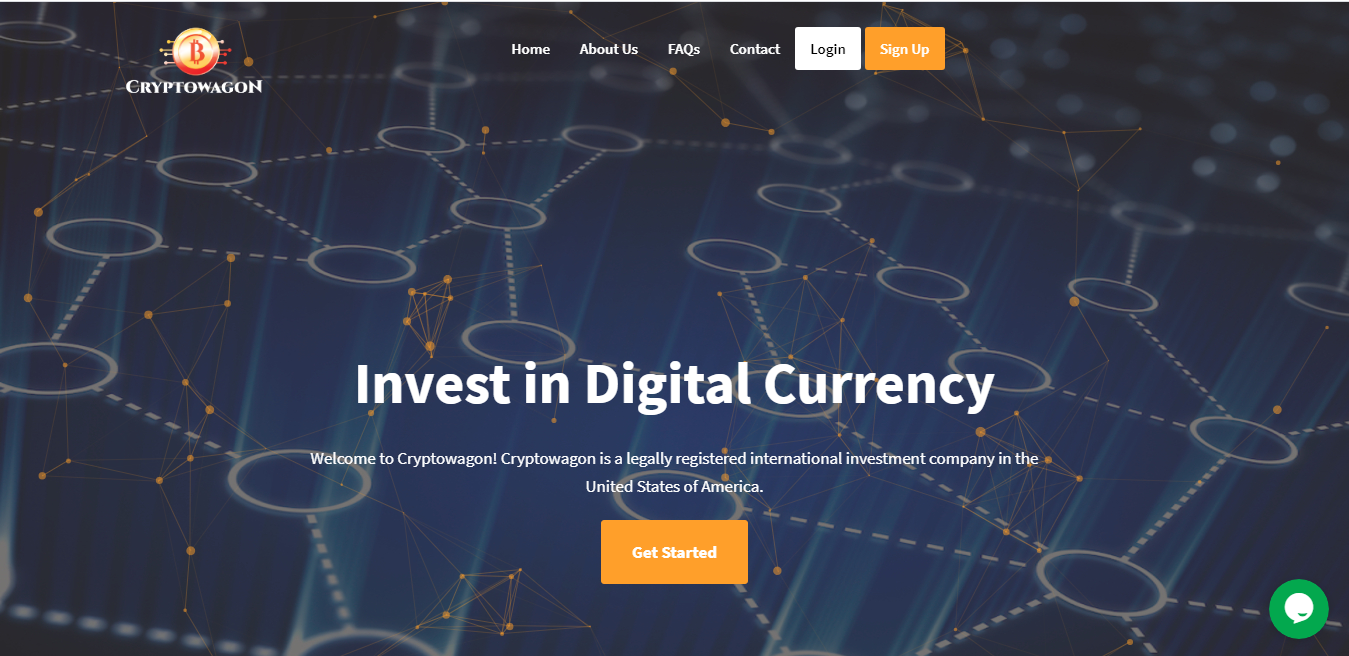 CRYPTOWAGON
Home About Us FAQs Contact Login Sign Up
Invest in Digital Currency
Welcome to Cryptowagon! Cryptowagon is a legally registered international investment company in the
United States of America.
Get Started